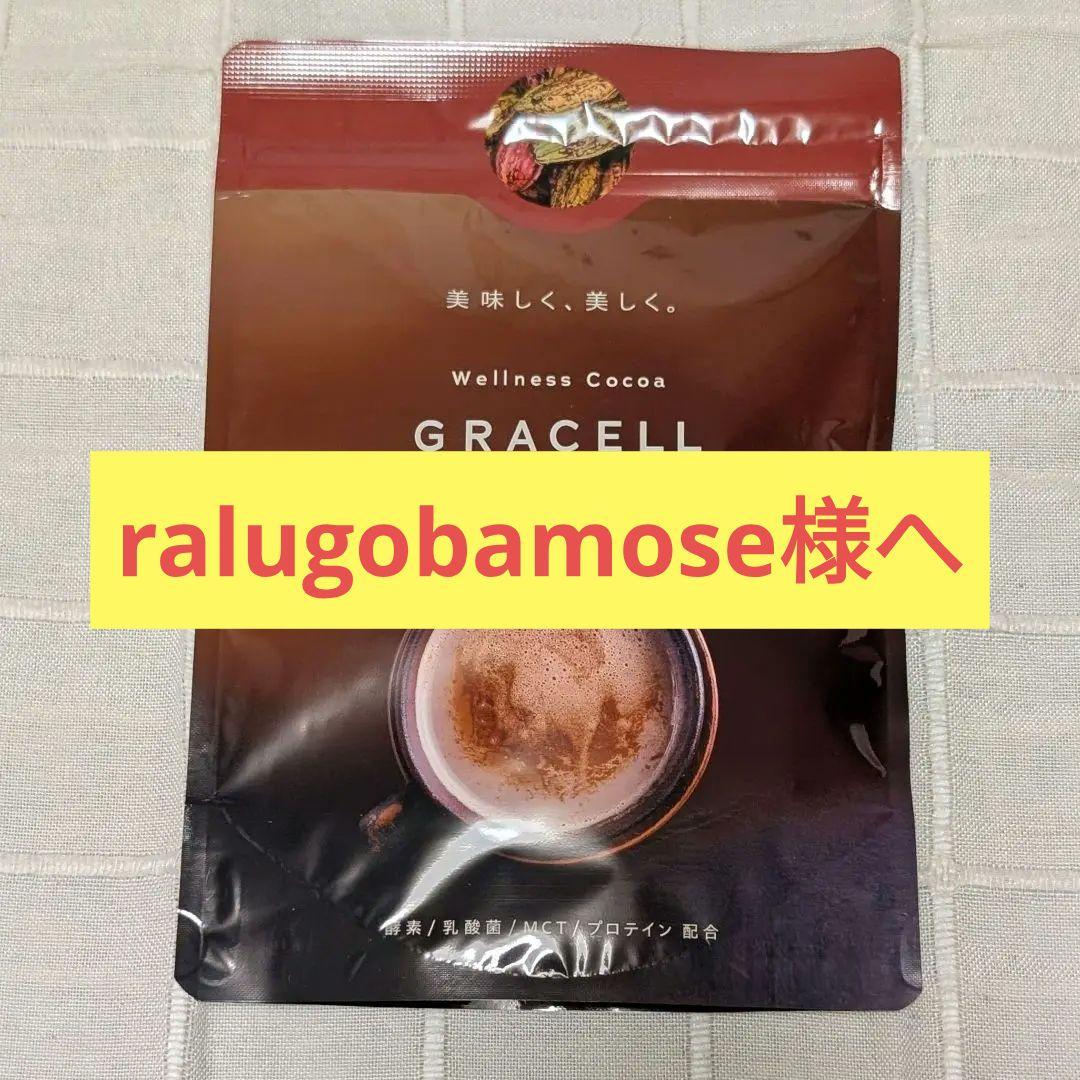 美味しく、美しく。
Wellness Cocoa
GRACELL
ralugobamose様へ
酵素/乳酸菌/MCT/プロテイン 配合